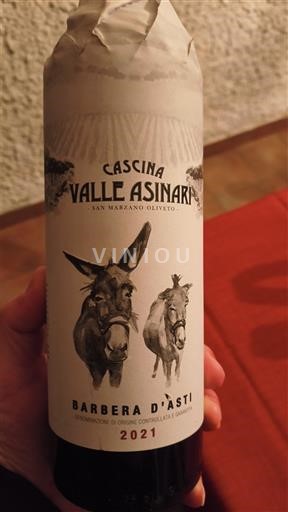 CASCINA
VALLE ASINARI
SAN MARZANO OLIVETO
VINIOU
BARBERA D'ASTI
DENOMINAZIONE DI ORIGINE CONTROLLATA E GARANTITA
2021